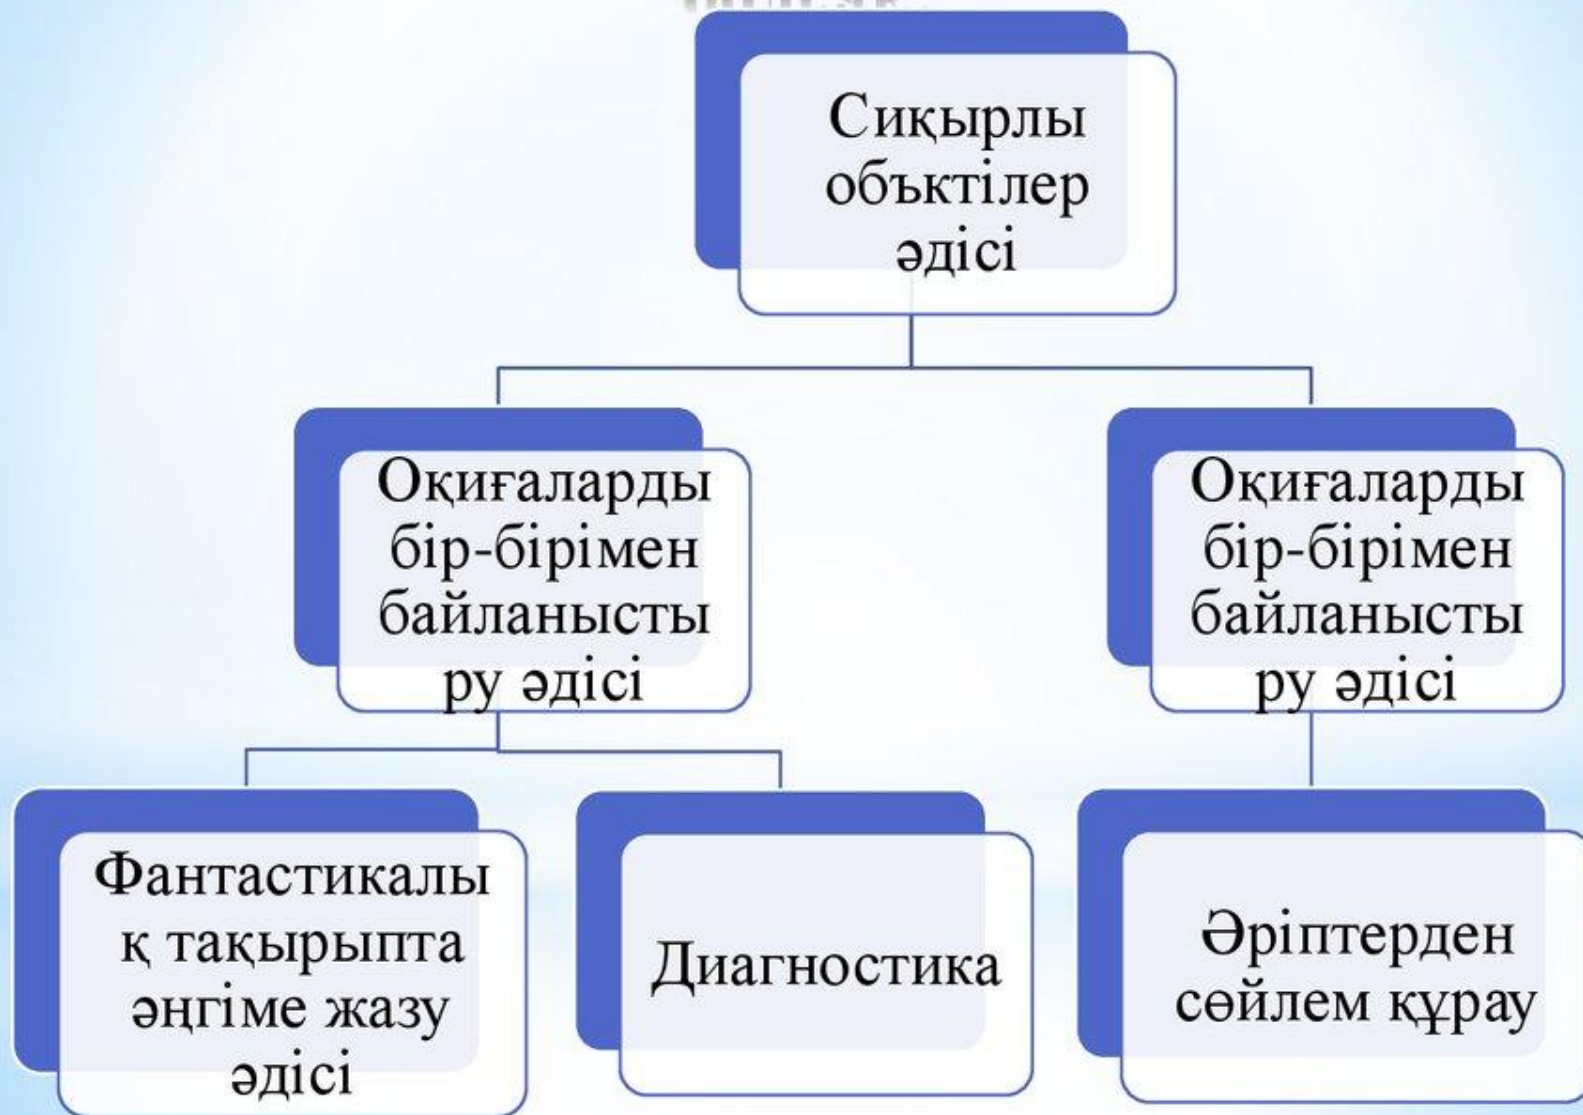 Сиқырлы
объктілер
әдісі
Оқиғаларды
бір-бірімен
байланысты
ру әдісі
Оқиғаларды
бір-бірімен
байланысты
ру әдісі
Фантастикалы
қ тақырыпта
әңгіме жазу
әдісі
Диагностика
Әріптерден
сөйлем құрау